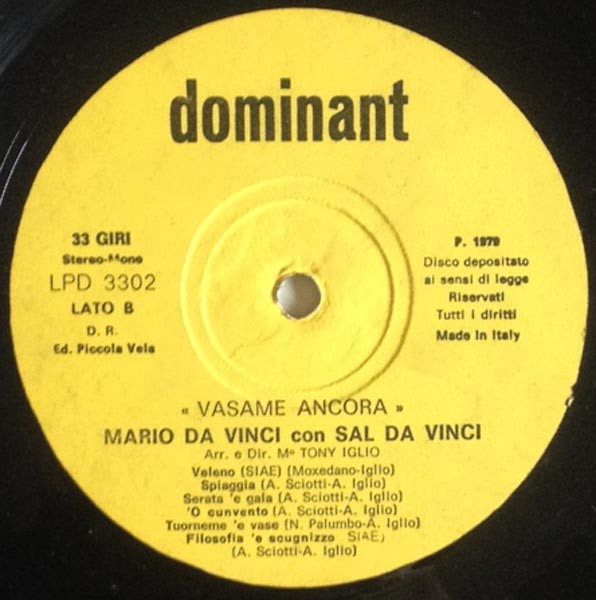 dominant
33 GIRI
Stereo-Mono
LPD 3302
LATO B
D. R.
Ed. Piccola Vela
P. 1979
Disco depositato
ai sensi di legge
Riservati
Tutti i diritti
Made in Italy
« VASAME ANCORA »
MARIO DA VINCI con SAL DA VINCI
Arr. e Dir. Mº TONY IGLIO
Veleno (SIAE) (Moxedano-Iglio)
Spiaggia (A. Sciotti-A. Iglio)
Serata 'e gala (A. Sciotti-A. Iglio)
'O cunvento (A. Sciotti-A. Iglio)
Tuorneme 'e vase (N. Palumbo-A. Iglio)
Filosofia 'e scugnizzo SIAE)
(A. Sciotti-A. Iglio)